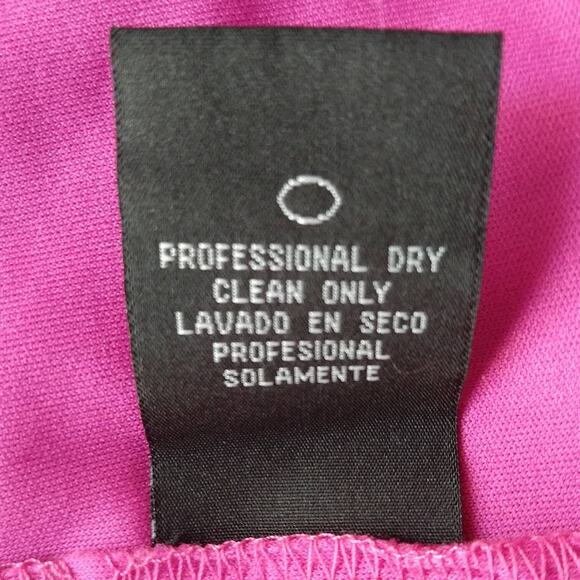 PROFESSIONAL DRY
CLEAN ONLY
LAVADO EN SECO
PROFESIONAL
SOLAMENTE